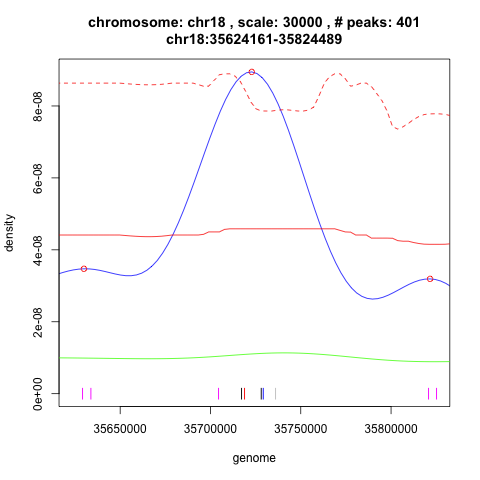 chromosome: chr18 , scale: 30000 , # peaks: 401
chr18:35624161-35824489
8e-08
6e-08
4e-08
2e-08
0e+00
density
35650000 35700000 35750000 35800000
genome